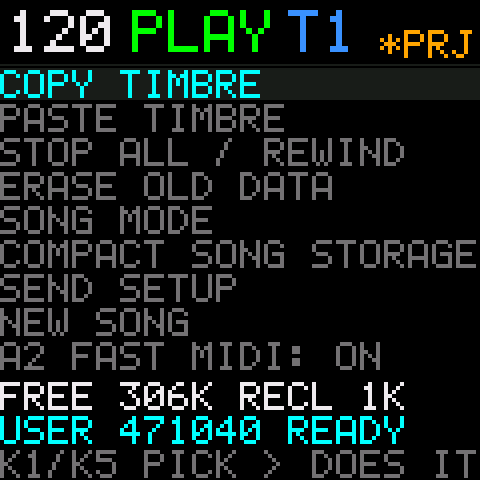 120 PLAY T1 *PRJ
COPY TIMBRE
PASTE TIMBRE
STOP ALL / REWIND
ERASE OLD DATA
SONG MODE
COMPACT SONG STORAGE
SEND SETUP
NEW SONG
A2 FAST MIDI: ON
FREE 306K RECL 1K
USER 471040 READY
K1/K5 PICK > DOES IT